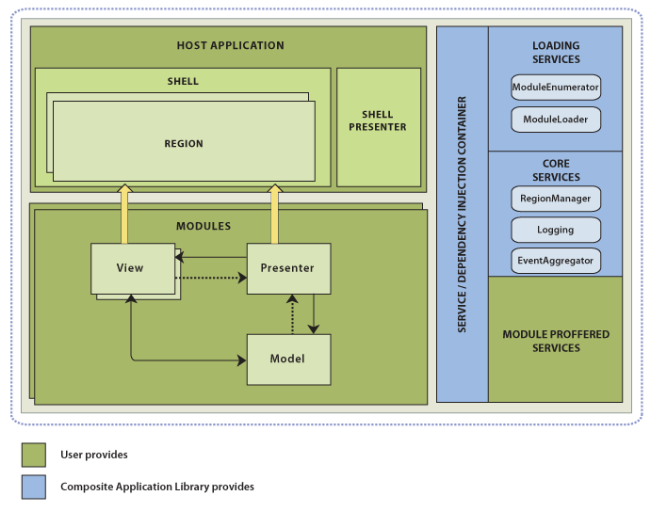 HOST APPLICATION
SHELL
REGION
SHELL
PRESENTER
MODULES
View
Presenter
Model
SERVICE / DEPENDENCY INJECTION CONTAINER
LOADING
SERVICES
ModuleEnumerator
ModuleLoader
CORE
SERVICES
RegionManager
Logging
EventAggregator
MODULE PROFFERED
SERVICES
User provides
Composite Application Library provides